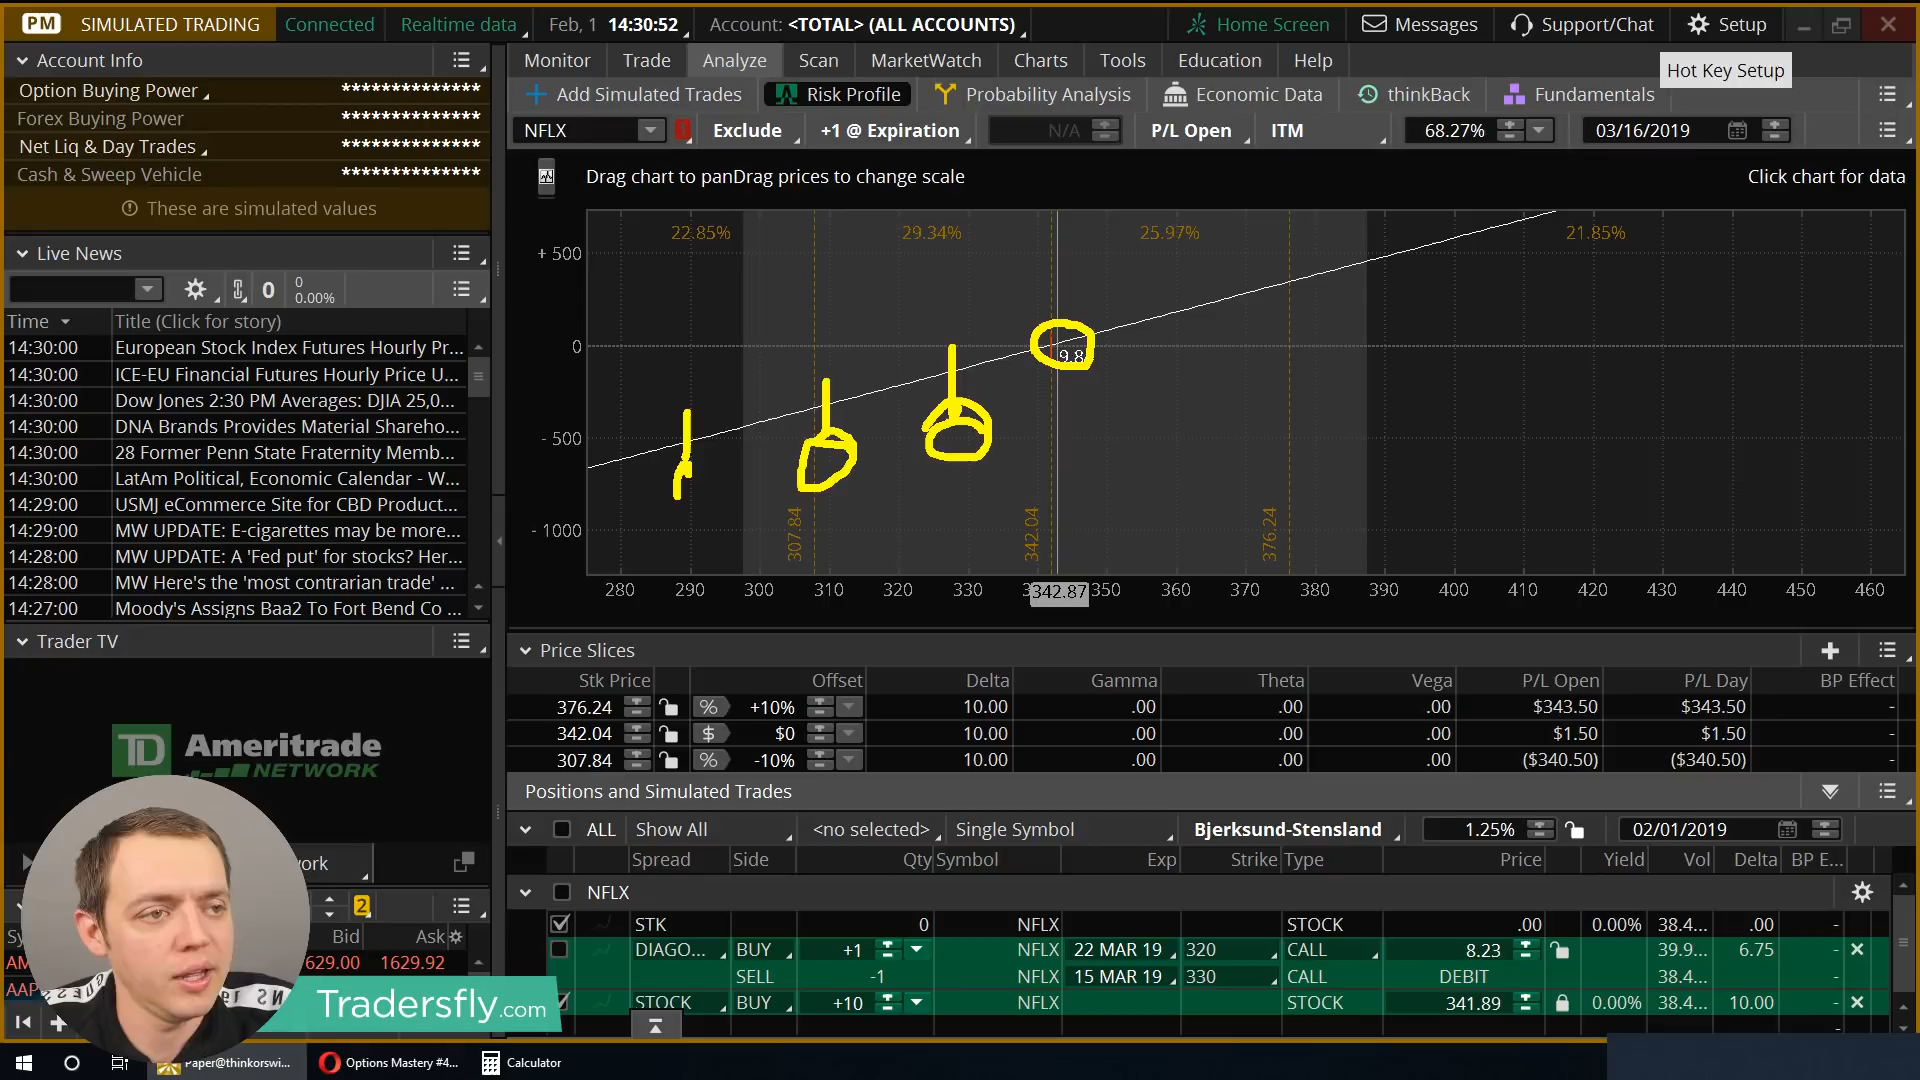 PM SIMULATED TRADING Connected Realtime data Feb, 1 14:30:52 Account: <TOTAL> (ALL ACCOUNTS) Home Screen Messages Support/Chat Setup
Account Info
Option Buying Power **************
Forex Buying Power **************
Net Liq & Day Trades **************
Cash & Sweep Vehicle **************
These are simulated values
Live News
0 0 0.00%
Time Title (Click for story)
14:30:00 European Stock Index Futures Hourly Pr...
14:30:00 ICE-EU Financial Futures Hourly Price U...
14:30:00 Dow Jones 2:30 PM Averages: DJIA 25,0...
14:30:00 DNA Brands Provides Material Shareho...
14:30:00 28 Former Penn State Fraternity Memb...
14:30:00 LatAm Political, Economic Calendar - W...
14:29:00 USMJ eCommerce Site for CBD Product...
14:29:00 MW UPDATE: E-cigarettes may be more...
14:28:00 MW UPDATE: A 'Fed put' for stocks? Her...
14:28:00 MW Here's the 'most contrarian trade' ...
14:27:00 Moody's Assigns Baa2 To Fort Bend Co ...
Trader TV
TD Ameritrade
NETWORK
2
Bid Ask
629.00 1629.92
Tradersfly.com
Monitor Trade Analyze Scan MarketWatch Charts Tools Education Help
Hot Key Setup
Add Simulated Trades Risk Profile Probability Analysis Economic Data thinkBack Fundamentals
NFLX Exclude +1 @ Expiration N/A P/L Open ITM 68.27% 03/16/2019
Drag chart to panDrag prices to change scale Click chart for data
22.85% 29.34% 25.97% 21.85%
+ 500
0
- 500
- 1000
9.8
307.84 342.04 376.24
280 290 300 310 320 330 342.87 350 360 370 380 390 400 410 420 430 440 450 460
Price Slices
Stk Price Offset Delta Gamma Theta Vega P/L Open P/L Day BP Effect
376.24 % +10% 10.00 .00 .00 .00 $343.50 $343.50 -
342.04 $ $0 10.00 .00 .00 .00 $1.50 $1.50 -
307.84 % -10% 10.00 .00 .00 .00 ($340.50) ($340.50) -
Positions and Simulated Trades
ALL Show All <no selected> Single Symbol Bjerksund-Stensland 1.25% 02/01/2019
Spread Side Qty Symbol Exp Strike Type Price Yield Vol Delta BP E...
NFLX
STK 0 NFLX STOCK .00 0.00% 38.4... .00 -
DIAGO... BUY +1 NFLX 22 MAR 19 320 CALL 8.23 39.9... 6.75 -
SELL -1 NFLX 15 MAR 19 330 CALL DEBIT 38.4... -
STOCK BUY +10 NFLX STOCK 341.89 0.00% 38.4... 10.00 -
Paper@thinkorswi... Options Mastery #4... Calculator